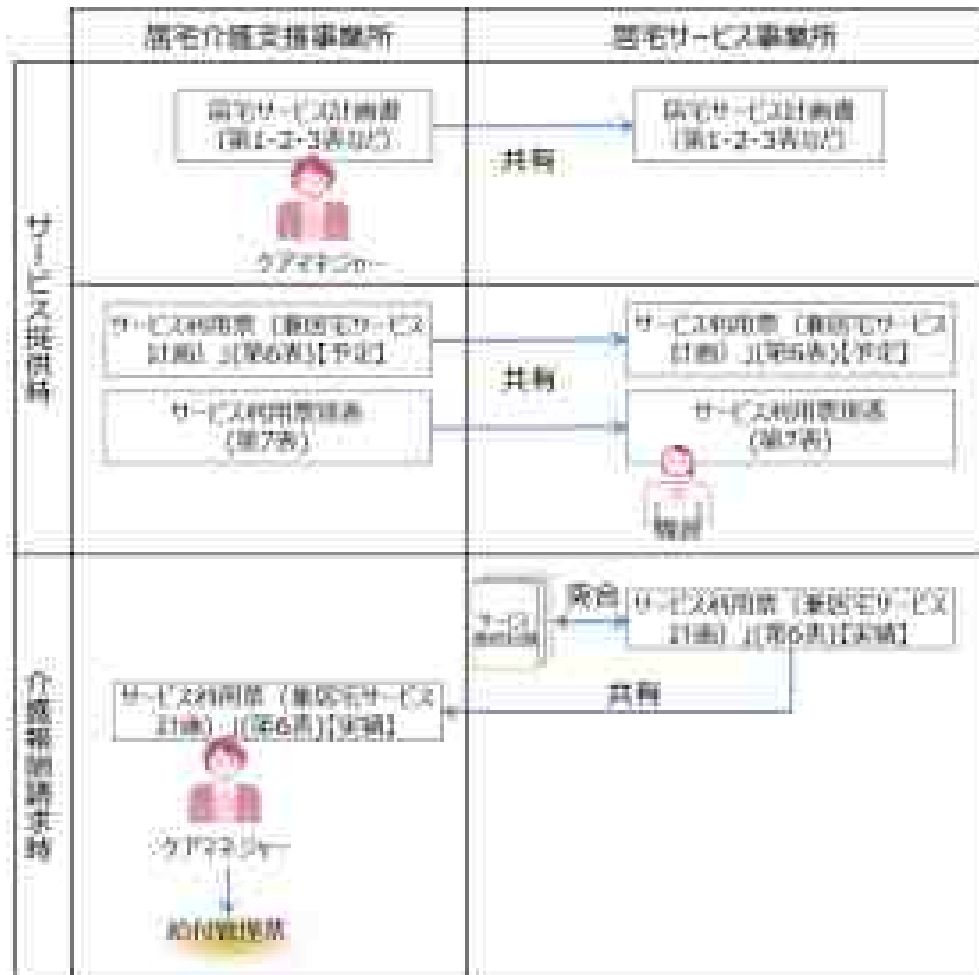 居宅介護支援事業所
居宅サービス事業所
サービス提供時
居宅サービス計画書
(第1・2・3表など)
共有
居宅サービス計画書
(第1・2・3表など)
ケアマネジャー
サービス利用票（兼居宅サービス
計画）」(第6表)【予定】
共有
サービス利用票（兼居宅サービス
計画）」(第6表)【予定】
サービス利用票別表
(第7表)
サービス利用票別表
(第7表)
介護報酬請求時
サービス
突合
サービス利用票（兼居宅サービス
計画）」(第6表)【実績】
共有
サービス利用票（兼居宅サービス
計画）」(第6表)【実績】
ケアマネジャー
給付管理票